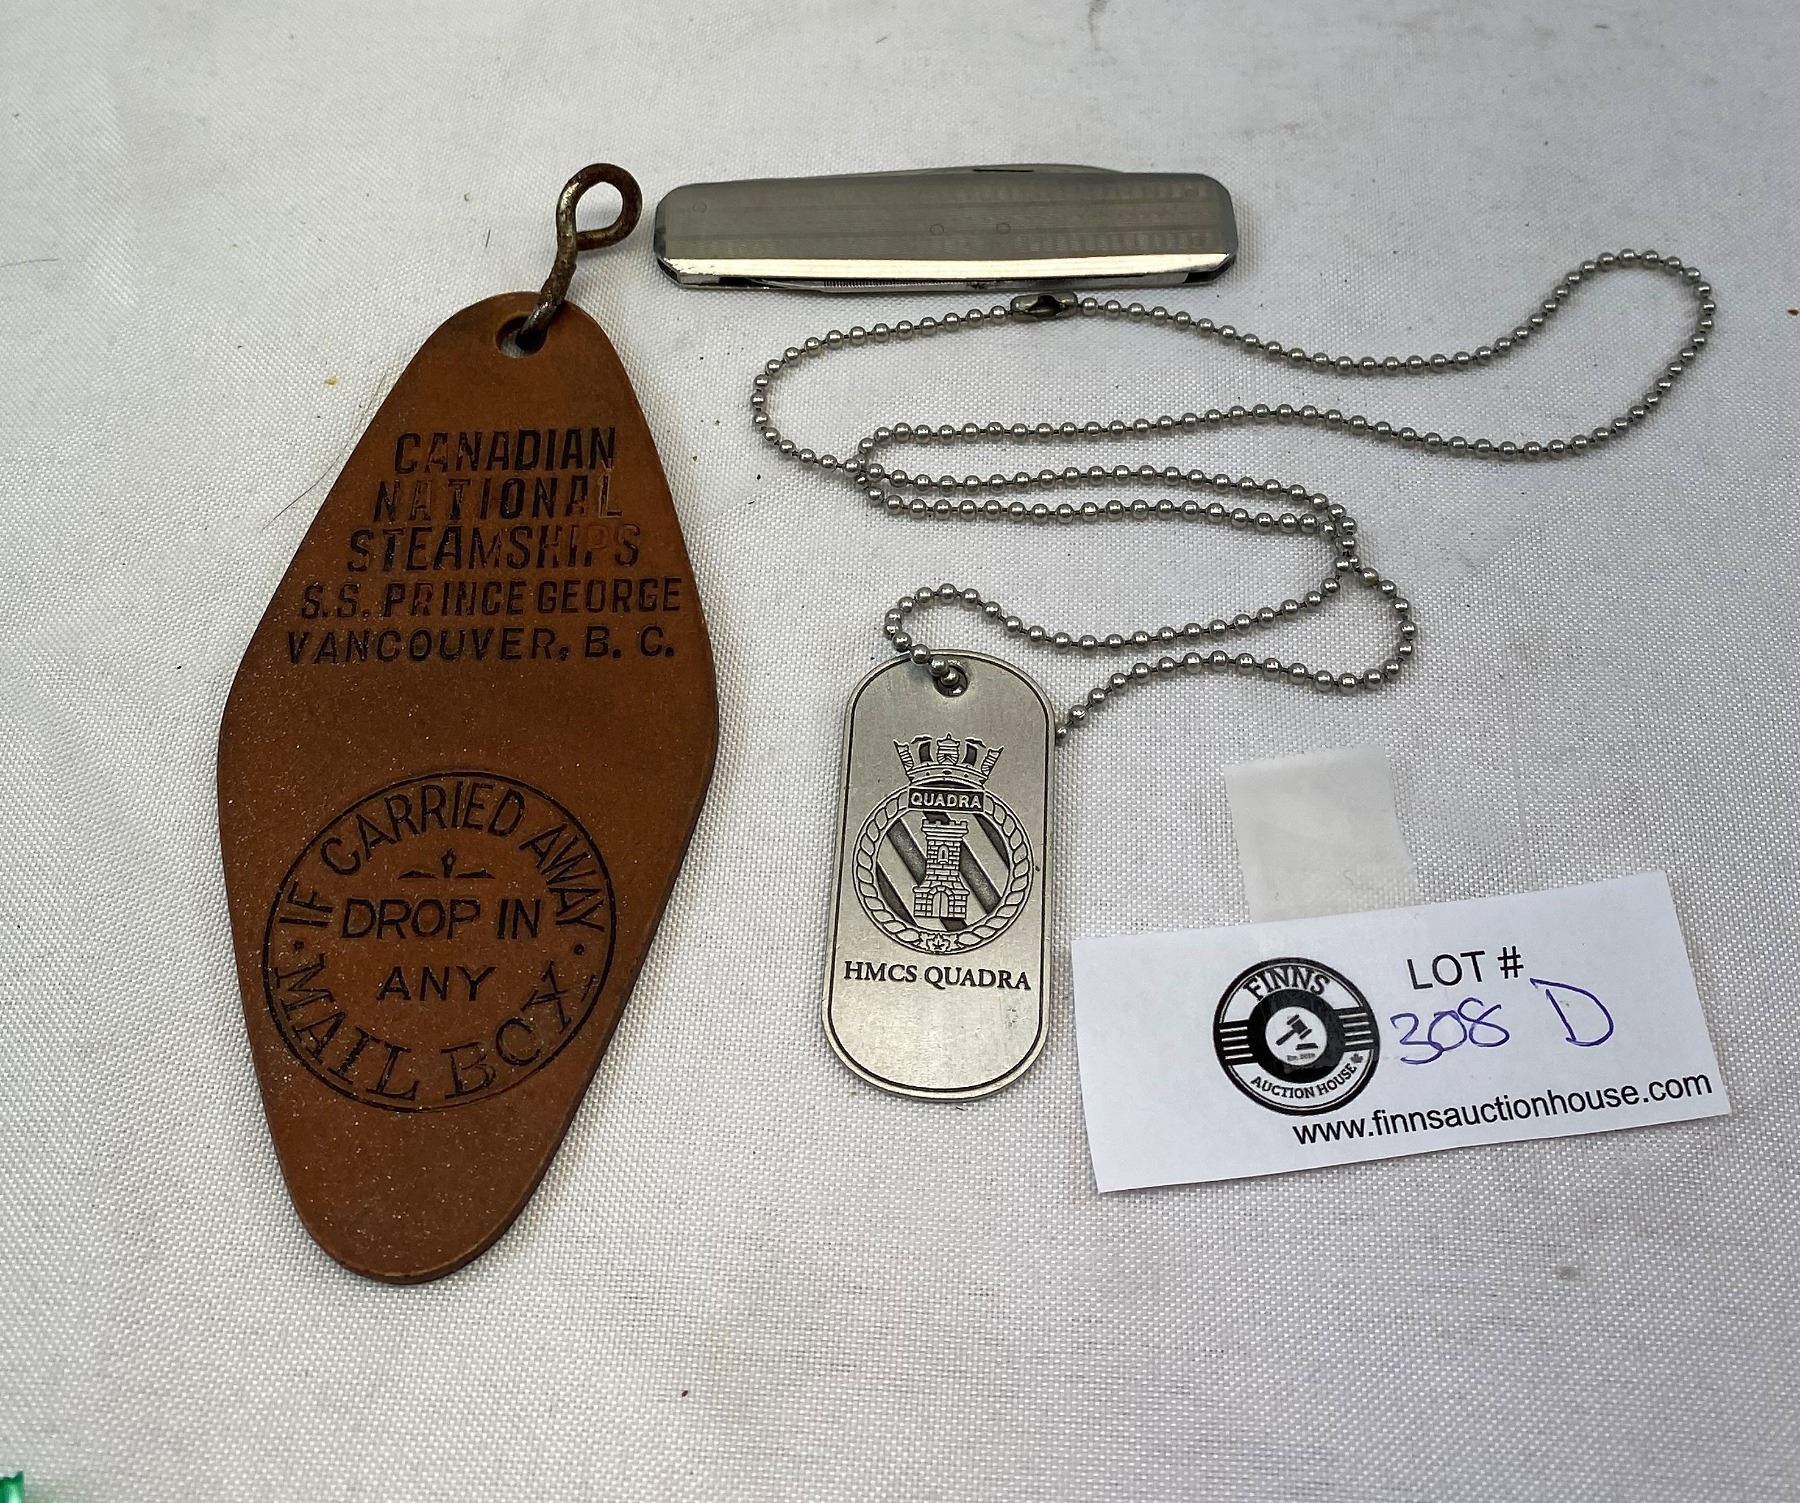 CANADIAN
NATIONAL
STEAMSHIPS
S.S. PRINCE GEORGE
VANCOUVER, B. C.
· IF CARRIED AWAY ·
DROP IN
ANY
MAIL BOX
QUADRA
HMCS QUADRA
LOT #
308 D
FINNS
AUCTION HOUSE
www.finnsauctionhouse.com